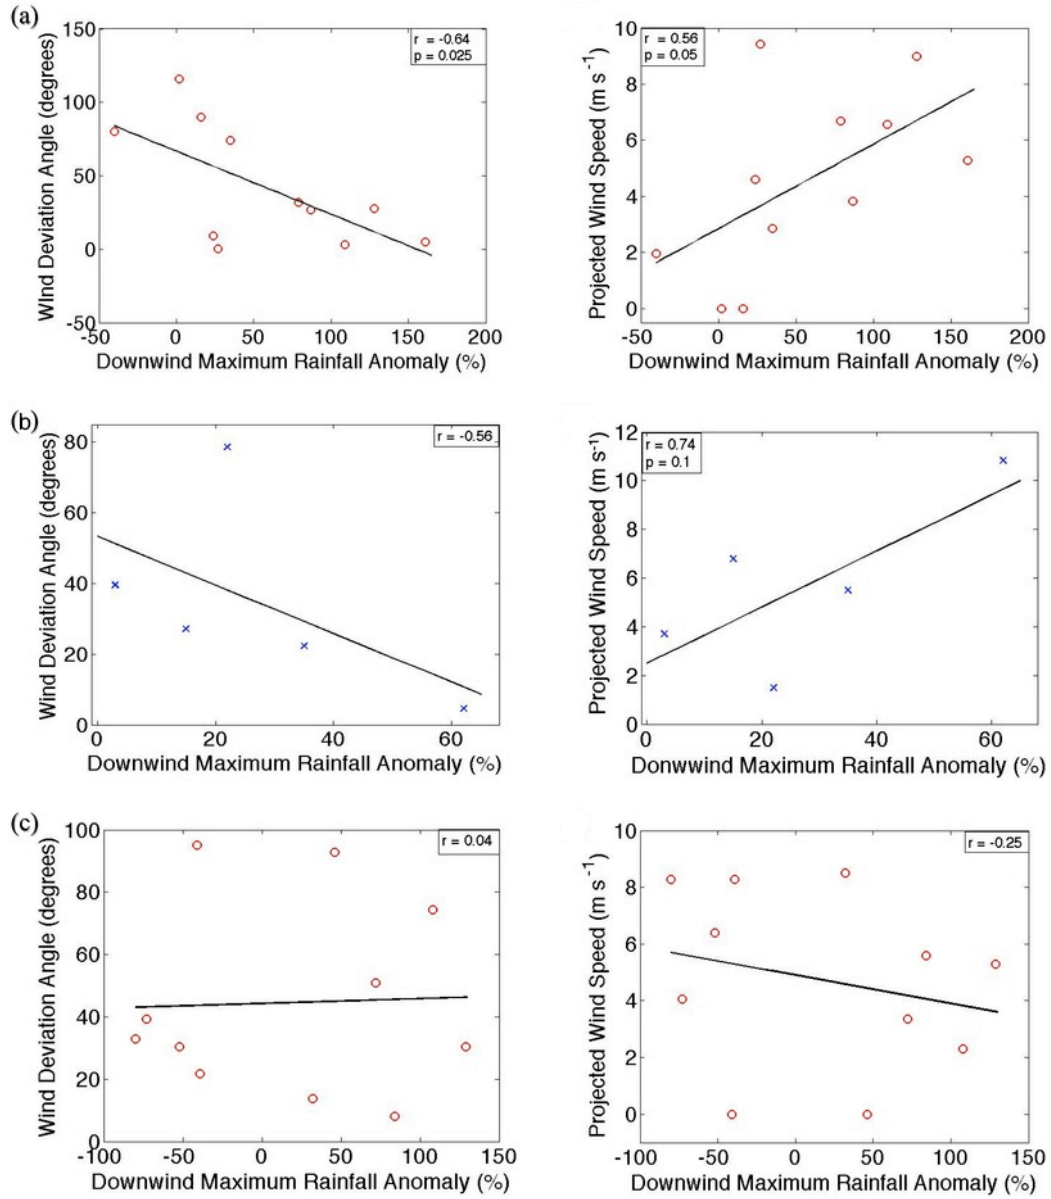 (a)
150
100
50
0
-50
WInd Deviation Angle (degrees)
r = -0.64
p = 0.025
-50 0 50 100 150 200
Downwind Maximum Rainfall Anomaly (%)
10
8
6
4
2
0
Projected Wind Speed (m s-1)
r = 0.56
p = 0.05
-50 0 50 100 150 200
Downwind Maximum Rainfall Anomaly (%)
(b)
80
60
40
20
0
Wind Deviation Angle (degrees)
r = -0.56
0 20 40 60
Downwind Maximum Rainfall Anomaly (%)
12
10
8
6
4
2
0
Projected Wind Speed (m s-1)
r = 0.74
p = 0.1
0 20 40 60
Donwwind Maximum Rainfall Anomaly (%)
(c)
100
80
60
40
20
0
Wind Deviation Angle (degrees)
r = 0.04
-100 -50 0 50 100 150
Downwind Maximum Rainfall Anomaly (%)
10
8
6
4
2
0
Projected Wind Speed (m s-1)
r = -0.25
-100 -50 0 50 100 150
Downwind Maximum Rainfall Anomaly (%)